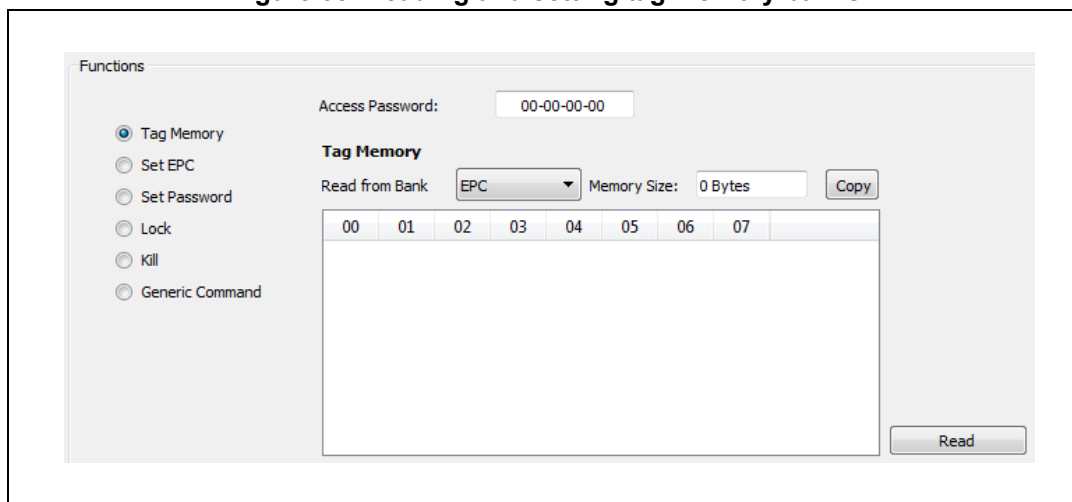 Functions
Access Password: 00-00-00-00
Tag Memory
Set EPC
Set Password
Lock
Kill
Generic Command
Tag Memory
Read from Bank EPC Memory Size: 0 Bytes Copy
00 01 02 03 04 05 06 07
Read